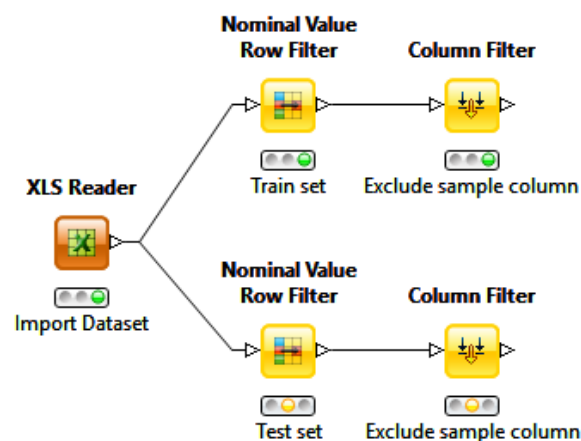 Nominal Value
Row Filter
Column Filter
Train set
Exclude sample column
XLS Reader
Import Dataset
Nominal Value
Row Filter
Column Filter
Test set
Exclude sample column